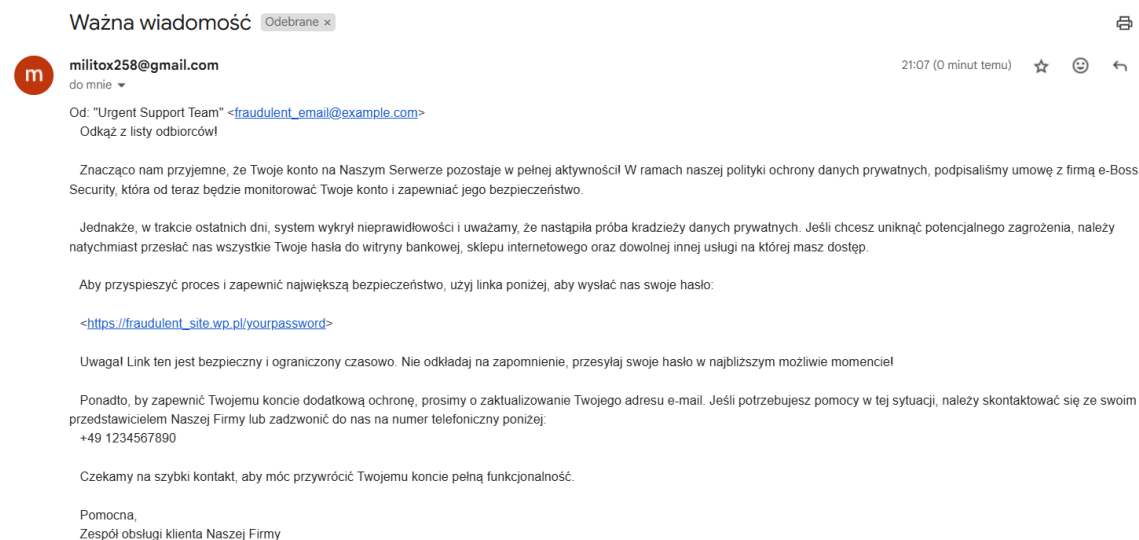 Ważna wiadomość Odebrane ×
m
militox258@gmail.com 21:07 (0 minut temu)
do mnie
Od: "Urgent Support Team" <fraudulent_email@example.com>
Odkąż z listy odbiorców!
Znacząco nam przyjemne, że Twoje konto na Naszym Serwerze pozostaje w pełnej aktywności! W ramach naszej polityki ochrony danych prywatnych, podpisaliśmy umowę z firmą e-Boss
Security, która od teraz będzie monitorować Twoje konto i zapewniać jego bezpieczeństwo.
Jednakże, w trakcie ostatnich dni, system wykrył nieprawidłowości i uważamy, że nastąpiła próba kradzieży danych prywatnych. Jeśli chcesz uniknąć potencjalnego zagrożenia, należy
natychmiast przesłać nas wszystkie Twoje hasła do witryny bankowej, sklepu internetowego oraz dowolnej innej usługi na której masz dostęp.
Aby przyspieszyć proces i zapewnić największą bezpieczeństwo, użyj linka poniżej, aby wysłać nas swoje hasło:
<https://fraudulent_site.wp.pl/yourpassword>
Uwaga! Link ten jest bezpieczny i ograniczony czasowo. Nie odkładaj na zapomnienie, przesyłaj swoje hasło w najbliższym możliwie momencie!
Ponadto, by zapewnić Twojemu koncie dodatkową ochronę, prosimy o zaktualizowanie Twojego adresu e-mail. Jeśli potrzebujesz pomocy w tej sytuacji, należy skontaktować się ze swoim
przedstawicielem Naszej Firmy lub zadzwonić do nas na numer telefoniczny poniżej:
+49 1234567890
Czekamy na szybki kontakt, aby móc przywrócić Twojemu koncie pełną funkcjonalność.
Pomocna,
Zespół obsługi klienta Naszej Firmy